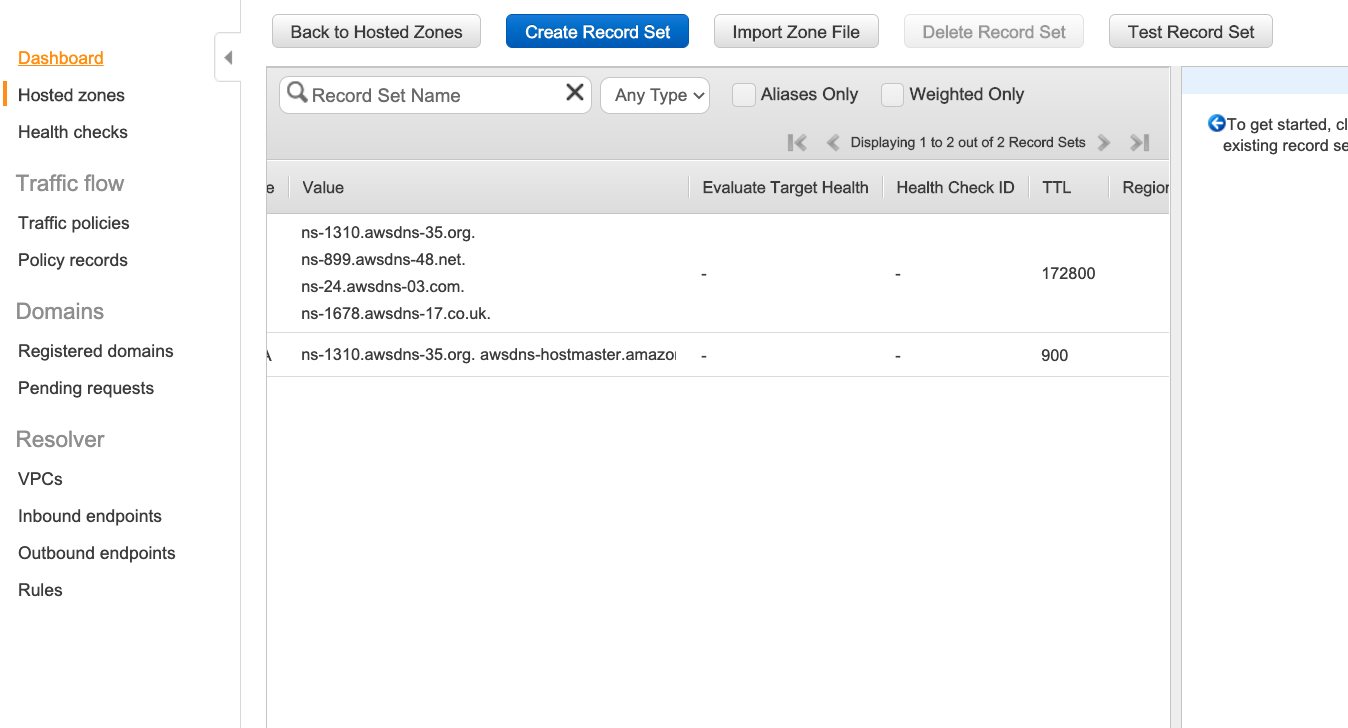 Back to Hosted Zones
Create Record Set
Import Zone File
Delete Record Set
Test Record Set
Dashboard
Hosted zones
Health checks
Traffic flow
Traffic policies
Policy records
Domains
Registered domains
Pending requests
Resolver
VPCs
Inbound endpoints
Outbound endpoints
Rules
Record Set Name
Any Type
Aliases Only
Weighted Only
Displaying 1 to 2 out of 2 Record Sets
e Value Evaluate Target Health Health Check ID TTL Region
ns-1310.awsdns-35.org.
ns-899.awsdns-48.net.
ns-24.awsdns-03.com.
ns-1678.awsdns-17.co.uk.
- - 172800
A ns-1310.awsdns-35.org. awsdns-hostmaster.amazo - - 900
To get started, cl
existing record se